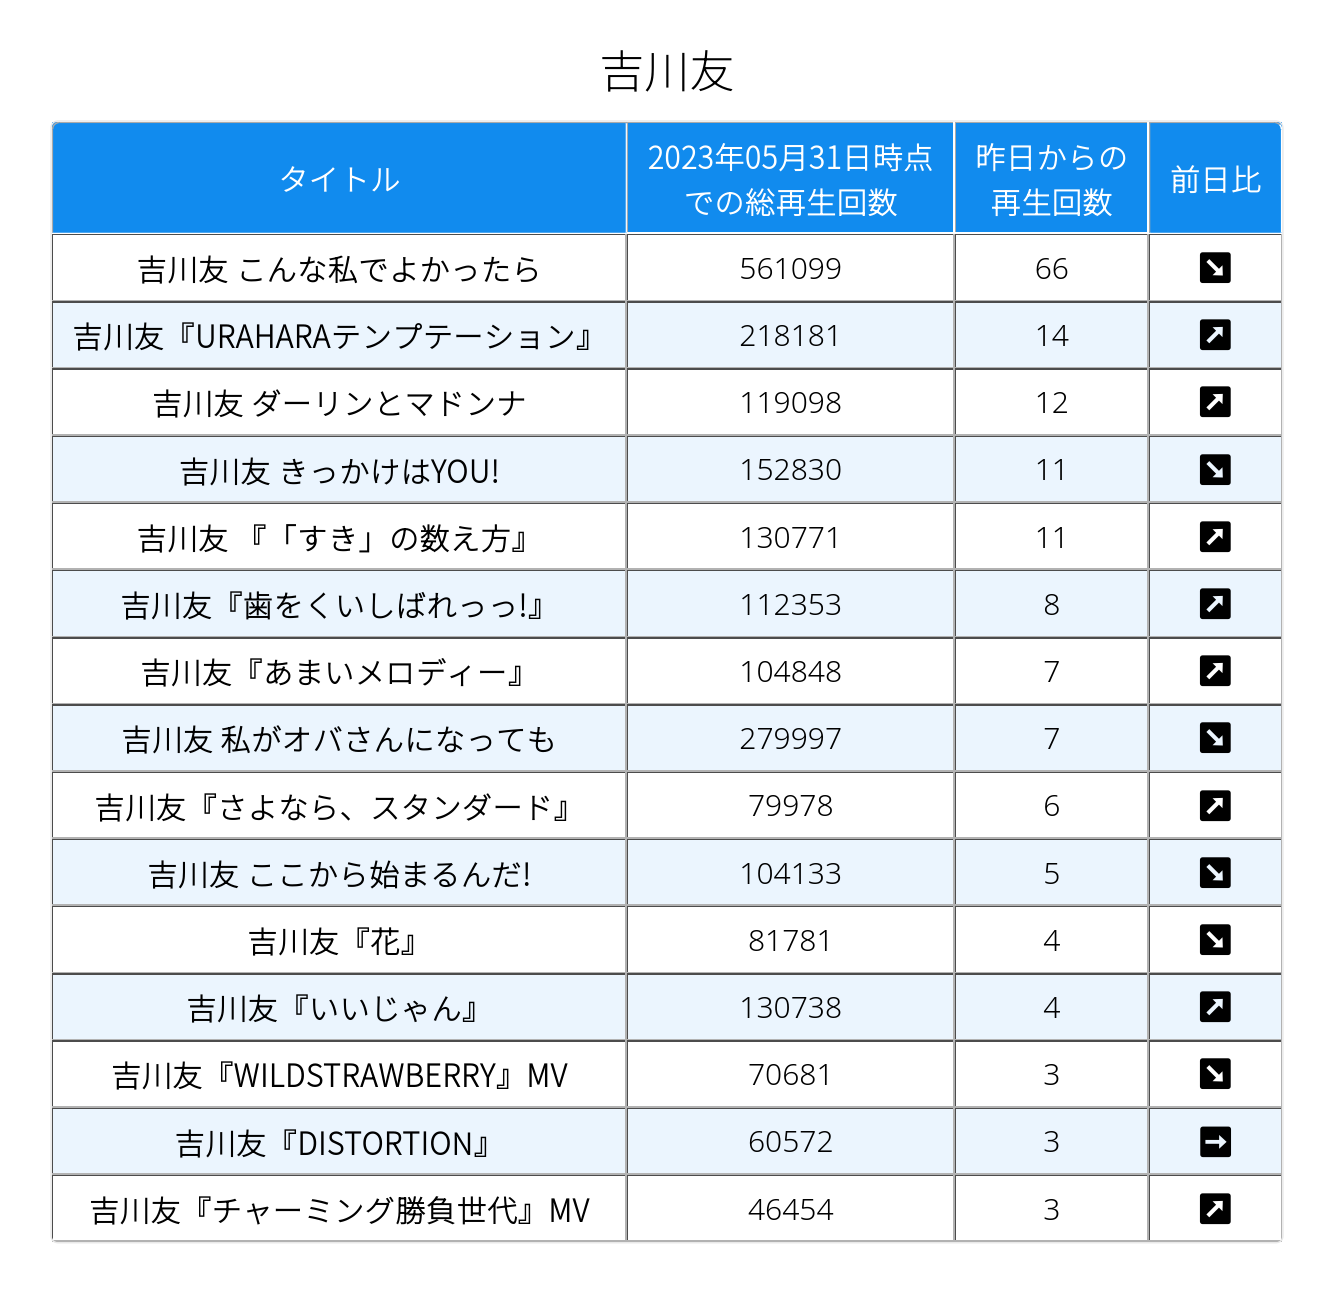 吉川友
タイトル 2023年05月31日時点での総再生回数 昨日からの再生回数 前日比
吉川友 こんな私でよかったら 561099 66 ↘
吉川友『URAHARAテンプテーション』 218181 14 ↗
吉川友 ダーリンとマドンナ 119098 12 ↗
吉川友 きっかけはYOU! 152830 11 ↘
吉川友 『「すき」の数え方』 130771 11 ↗
吉川友『歯をくいしばれっっ!』 112353 8 ↗
吉川友『あまいメロディー』 104848 7 ↗
吉川友 私がオバさんになっても 279997 7 ↘
吉川友『さよなら、スタンダード』 79978 6 ↗
吉川友 ここから始まるんだ! 104133 5 ↘
吉川友『花』 81781 4 ↘
吉川友『いいじゃん』 130738 4 ↗
吉川友『WILDSTRAWBERRY』MV 70681 3 ↘
吉川友『DISTORTION』 60572 3 →
吉川友『チャーミング勝負世代』MV 46454 3 ↗